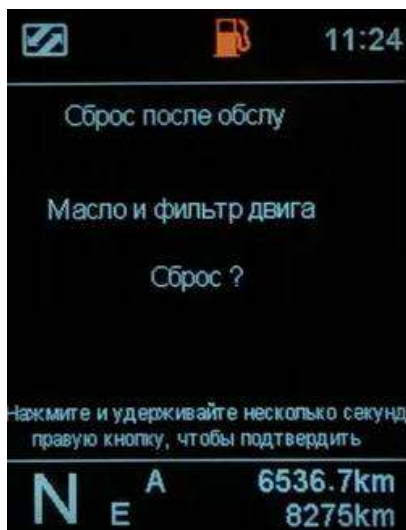 11:24
Сброс после обслу
Масло и фильтр двига
Сброс ?
Нажмите и удерживайте несколько секунд
правую кнопку, чтобы подтвердить
N E A 6536.7km
8275km